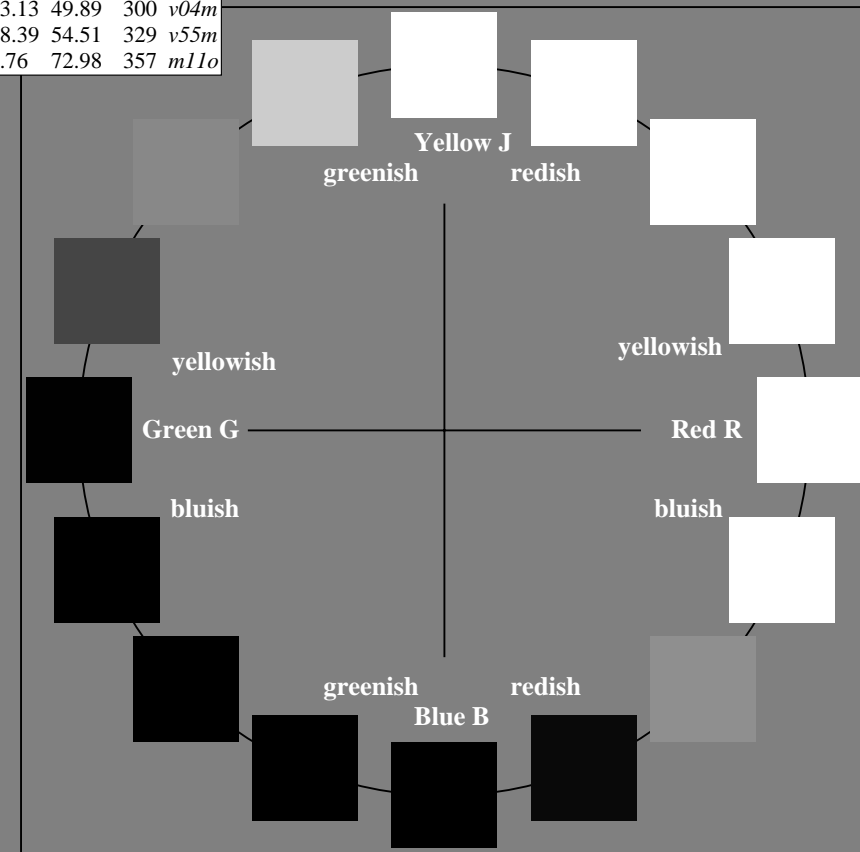 3.13 49.89 300 v04m
8.39 54.51 329 v55m
.76 72.98 357 m11o
Yellow J
greenish redish
yellowish
yellowish
Green G
Red R
bluish
bluish
greenish redish
Blue B